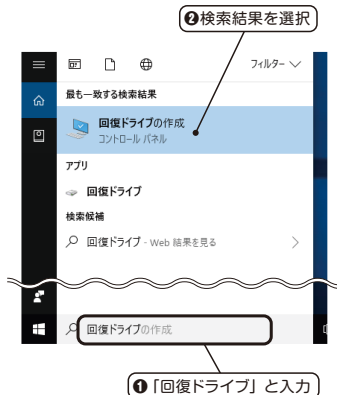 ❷検索結果を選択
フィルター
最も一致する検索結果
回復ドライブの作成
コントロール パネル
アプリ
回復ドライブ
検索候補
回復ドライブ - Web 結果を見る
回復ドライブの作成
❶「回復ドライブ」と入力